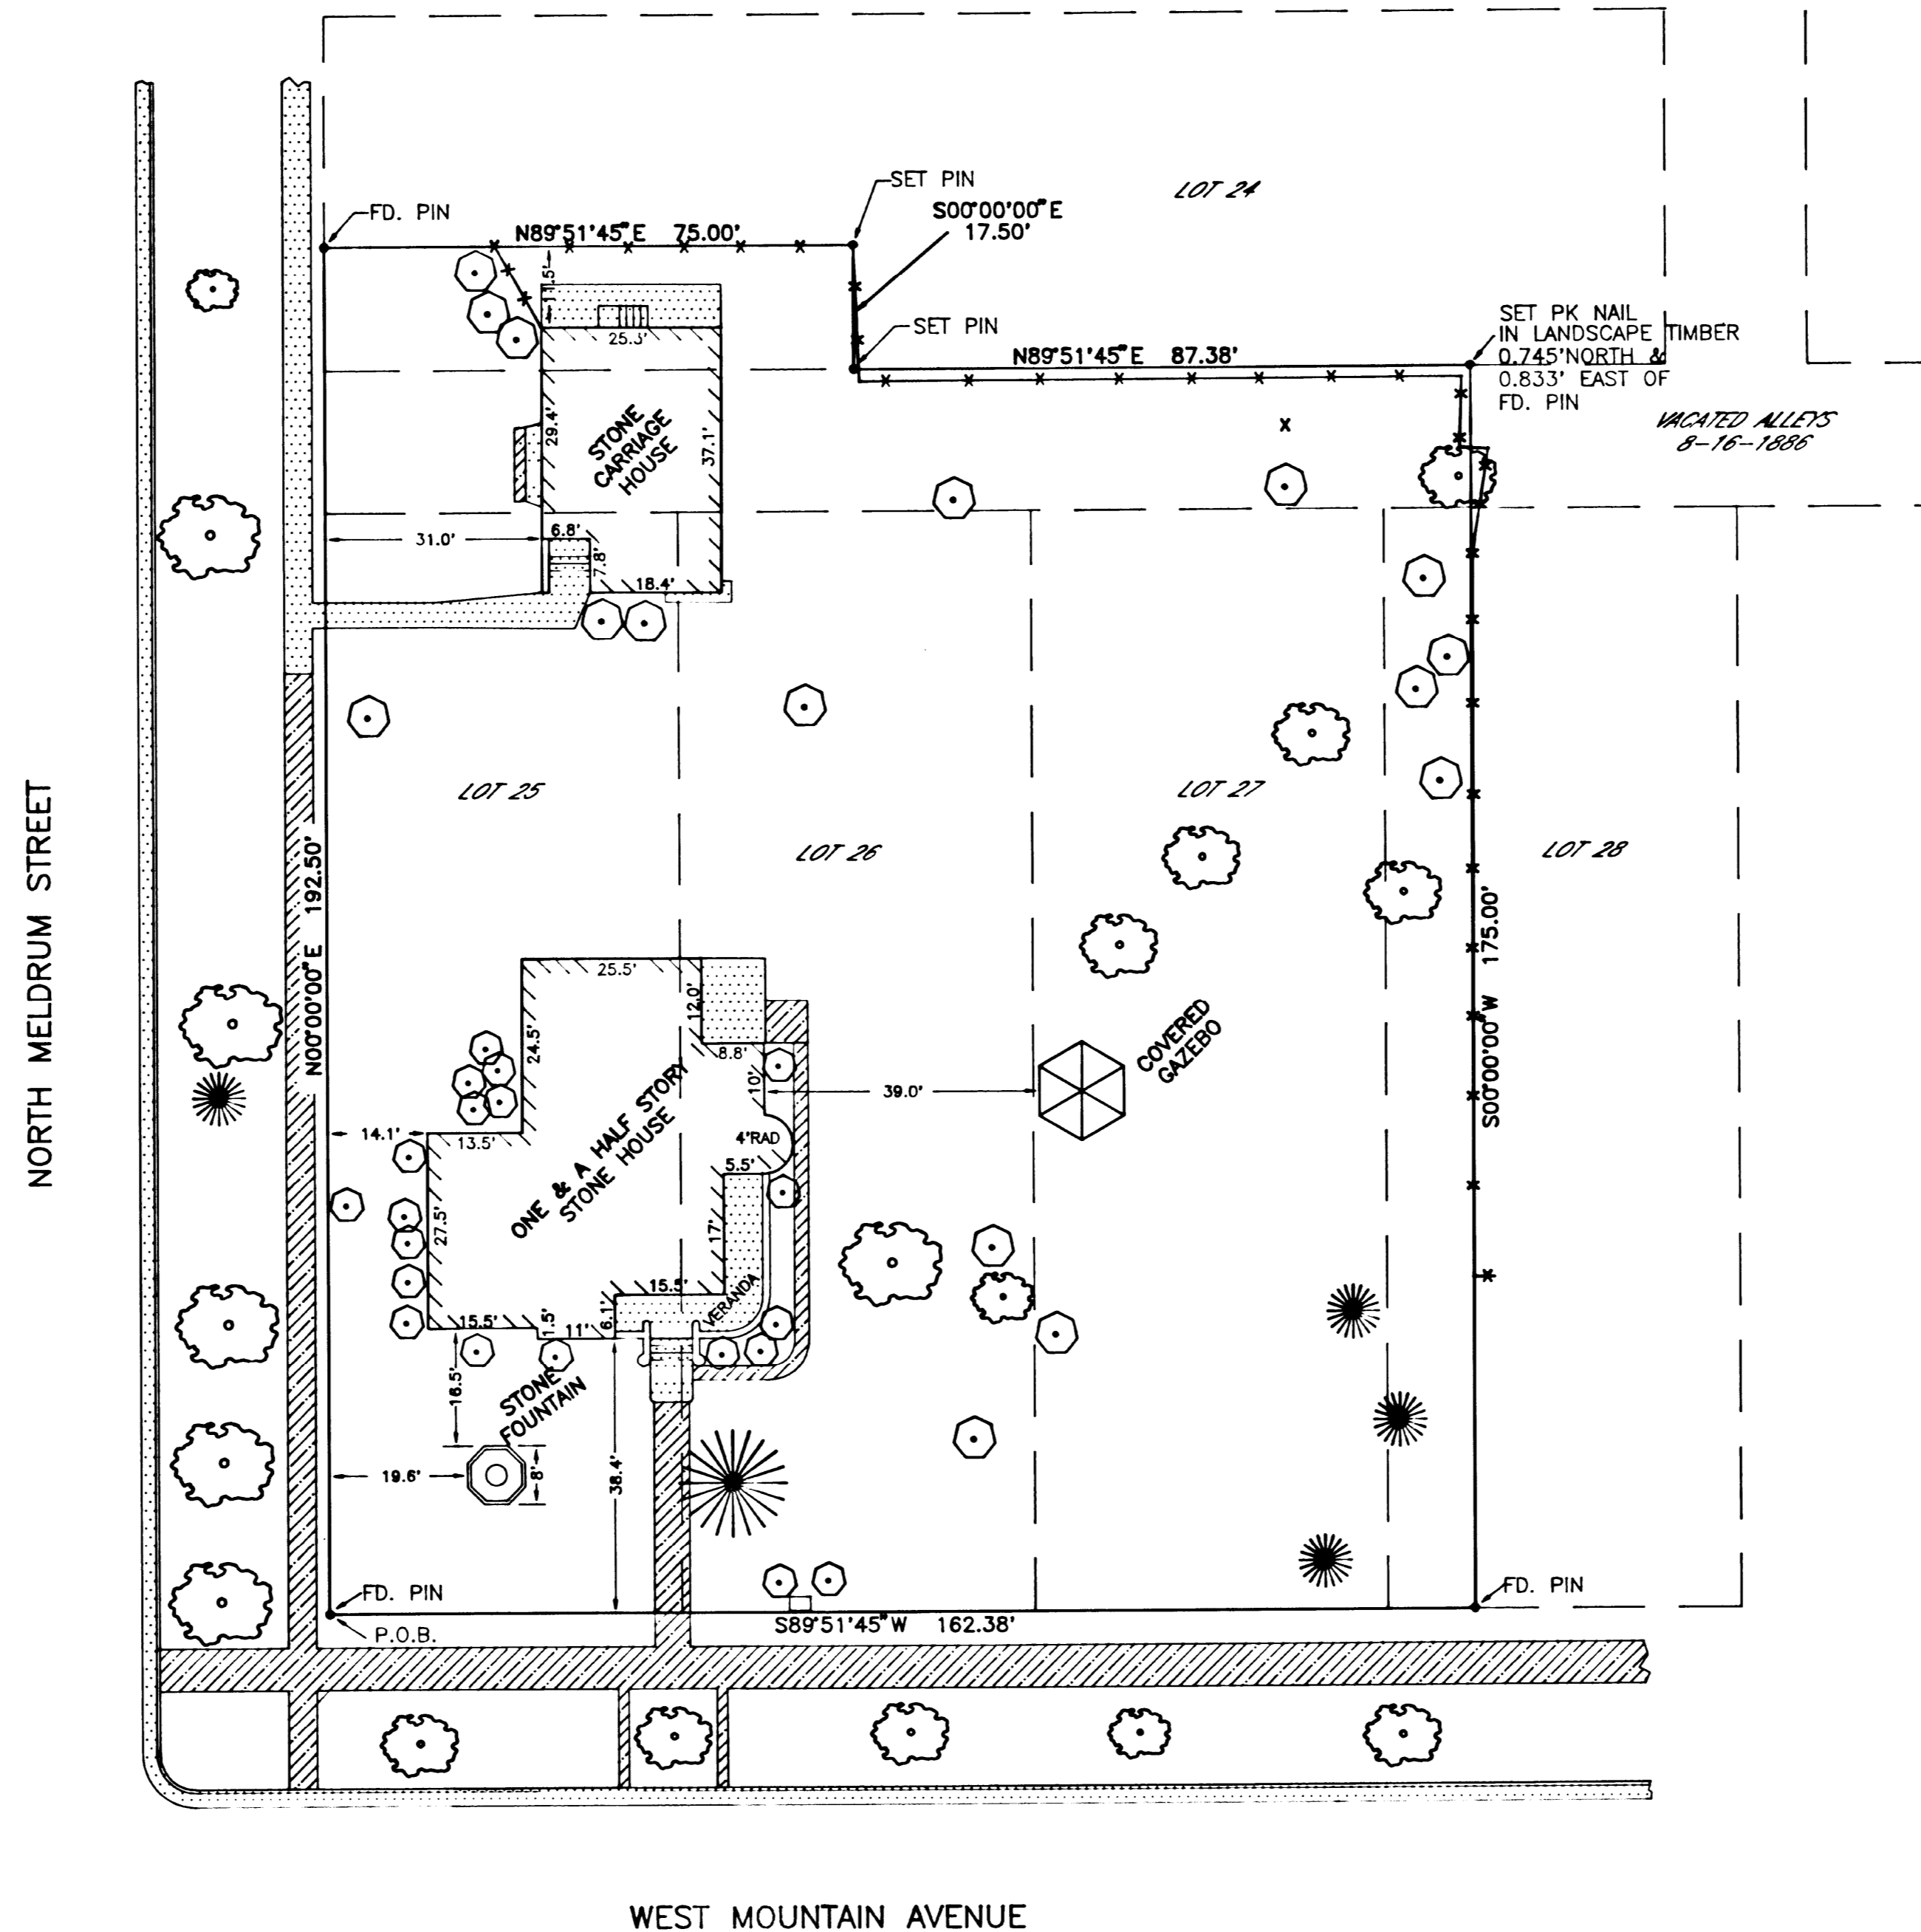 LOT 24
SET PIN
S00°00'00"E
17.50'
FD. PIN
N89°51'45"E 75.00'
11.5'
SET PIN
SET PK NAIL
IN LANDSCAPE TIMBER
0.745'NORTH &
0.833' EAST OF
FD. PIN
25.3'
N89°51'45"E 87.38'
VACATED ALLEYS
8-16-1886
29.4'
STONE
CARRIAGE
HOUSE
37.1'
31.0'
6.8'
7.8'
18.4'
LOT 25
LOT 26
LOT 27
LOT 28
NORTH MELDRUM STREET
N00°00'00"E 192.50'
S00°00'00"W 175.00'
25.5'
12.0'
24.5'
8.8'
10'
39.0'
COVERED
GAZEBO
14.1'
13.5'
ONE & A HALF STORY
STONE HOUSE
4'RAD
5.5'
27.5'
17'
15.5'
VERANDA
6.1'
15.5'
1.5'
11'
16.5'
STONE
FOUNTAIN
38.4'
19.6'
8'
FD. PIN
FD. PIN
P.O.B.
S89°51'45"W 162.38'
WEST MOUNTAIN AVENUE